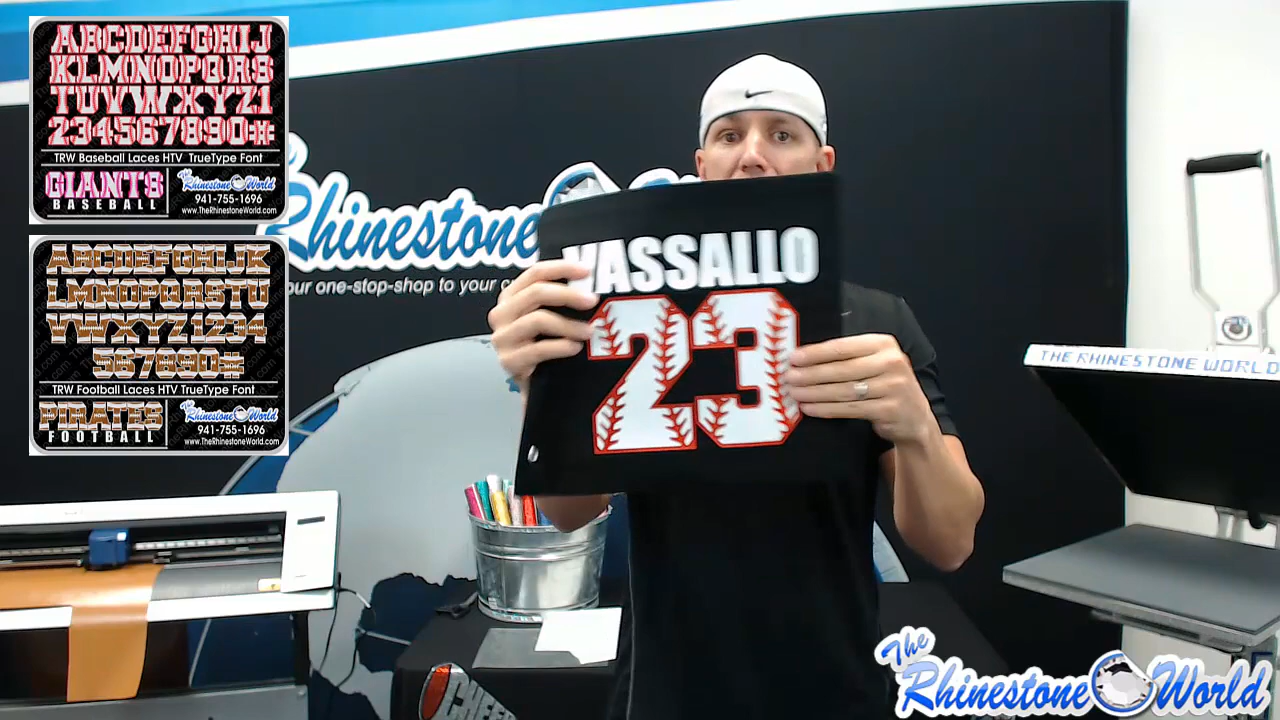 ABCDEFGHIJ
KLMNOPQRS
TUVWXYZ1
234567890#
TRW Baseball Laces HTV TrueType Font
GIANTS
BASEBALL
The Rhinestone World
941-755-1696
www.TheRhinestoneWorld.com
ABCDEFGHIJK
LMNOPQRSTU
VWXYZ1234
567890#
TRW Football Laces HTV TrueType Font
PIRATES
FOOTBALL
The Rhinestone World
941-755-1696
www.TheRhinestoneWorld.com
Rhinestone
our one-stop-shop to your
VASSALLO
23
THE RHINESTONE WORLD
CHEER
The Rhinestone World